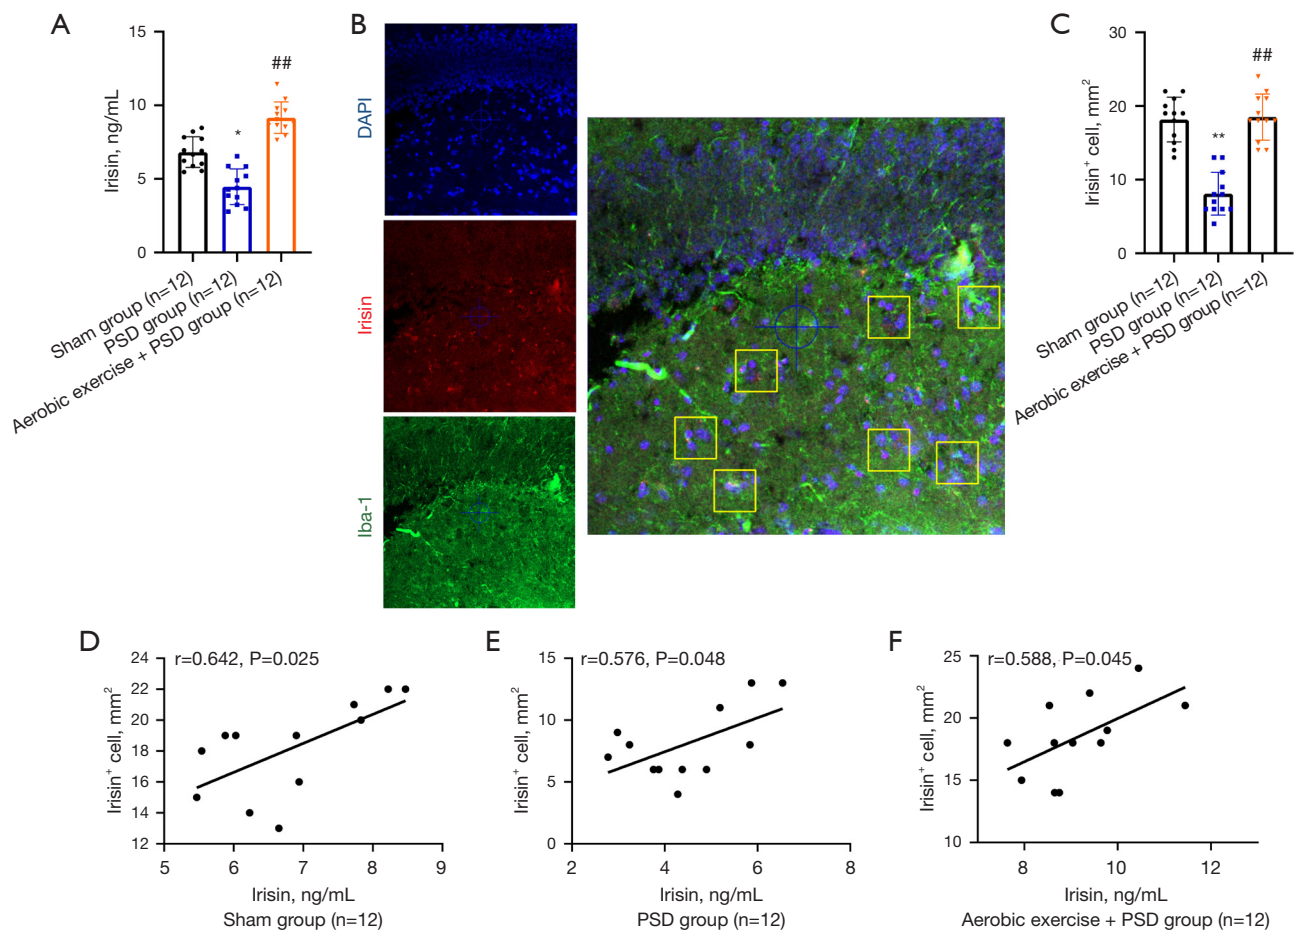 A
Irisin, ng/mL
15
10
5
0
*
##
Sham group (n=12)
PSD group (n=12)
Aerobic exercise + PSD group (n=12)
B
DAPI
Irisin
Iba-1
C
Irisin⁺ cell, mm²
30
20
10
0
**
##
Sham group (n=12)
PSD group (n=12)
Aerobic exercise + PSD group (n=12)
D
r=0.642, P=0.025
Irisin⁺ cell, mm²
24
22
20
18
16
14
12
5 6 7 8 9
Irisin, ng/mL
Sham group (n=12)
E
r=0.576, P=0.048
Irisin⁺ cell, mm²
15
10
5
0
2 4 6 8
Irisin, ng/mL
PSD group (n=12)
F
r=0.588, P=0.045
Irisin⁺ cell, mm²
25
20
15
10
8 10 12
Irisin, ng/mL
Aerobic exercise + PSD group (n=12)